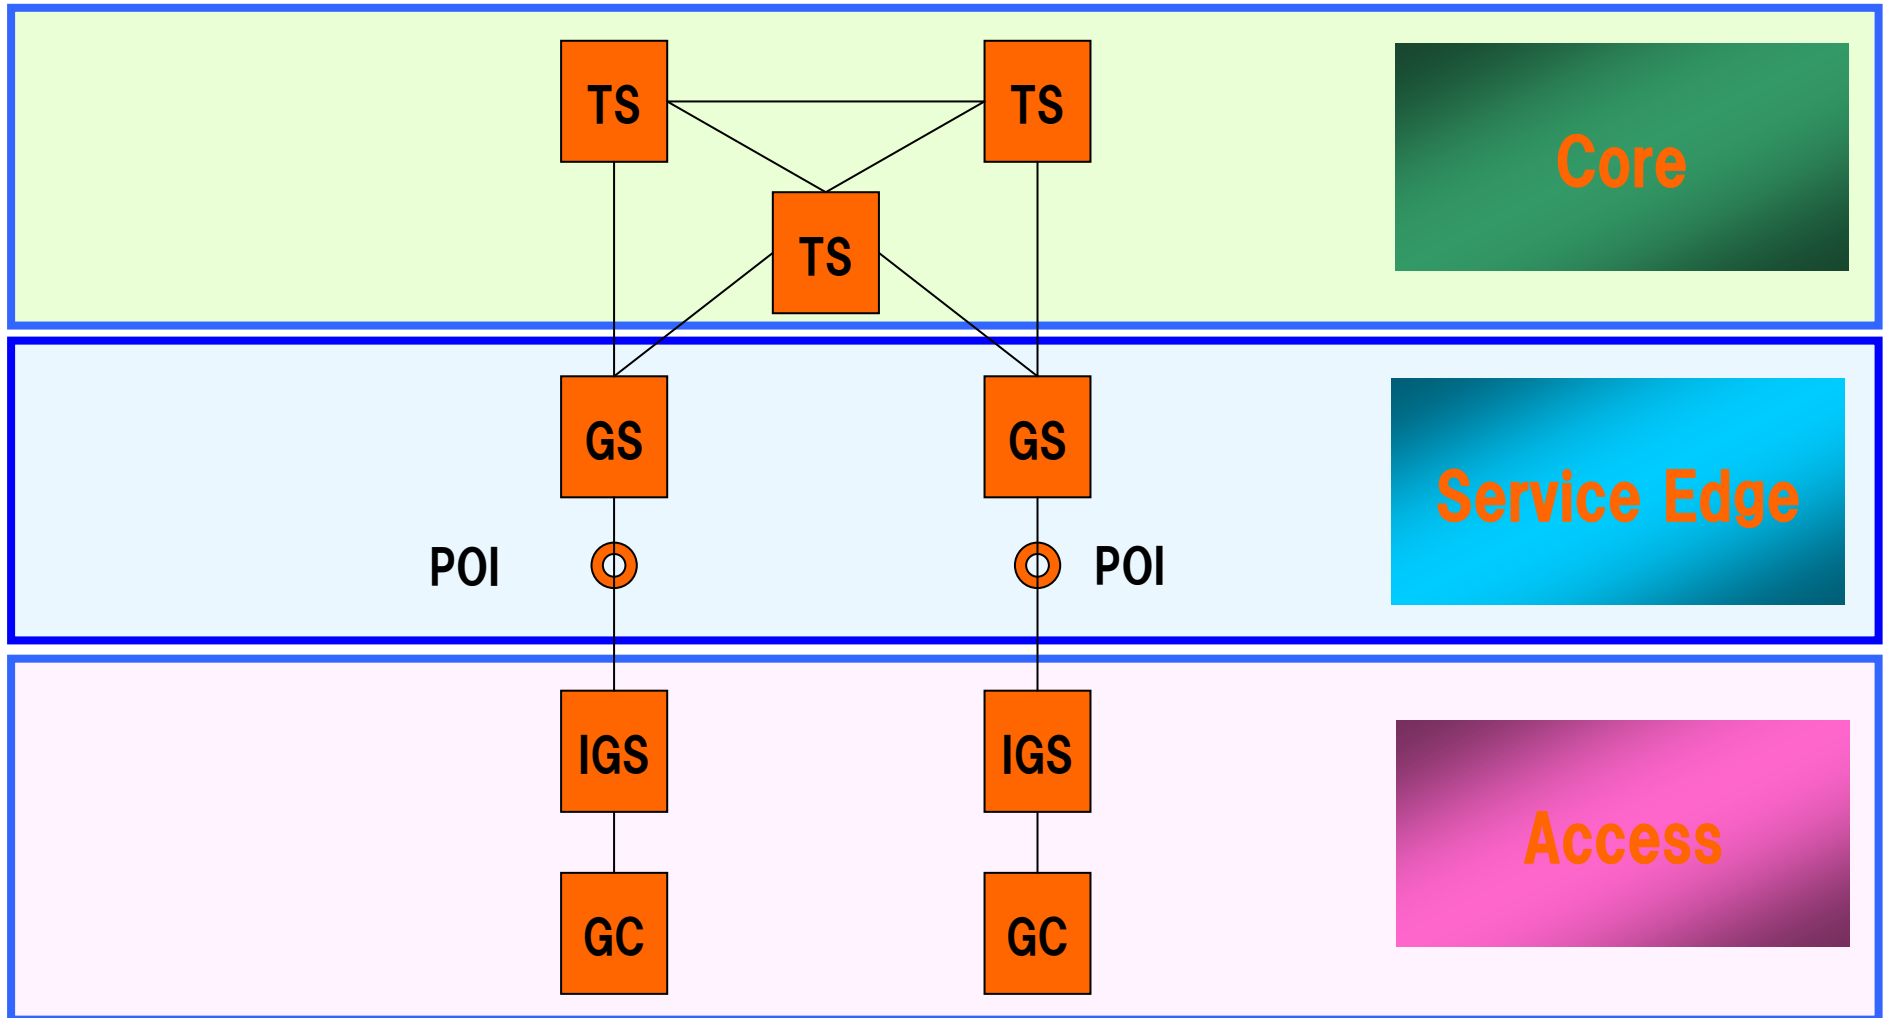 TS
TS
Core
TS
GS
GS
Service Edge
POI
POI
IGS
IGS
Access
GC
GC